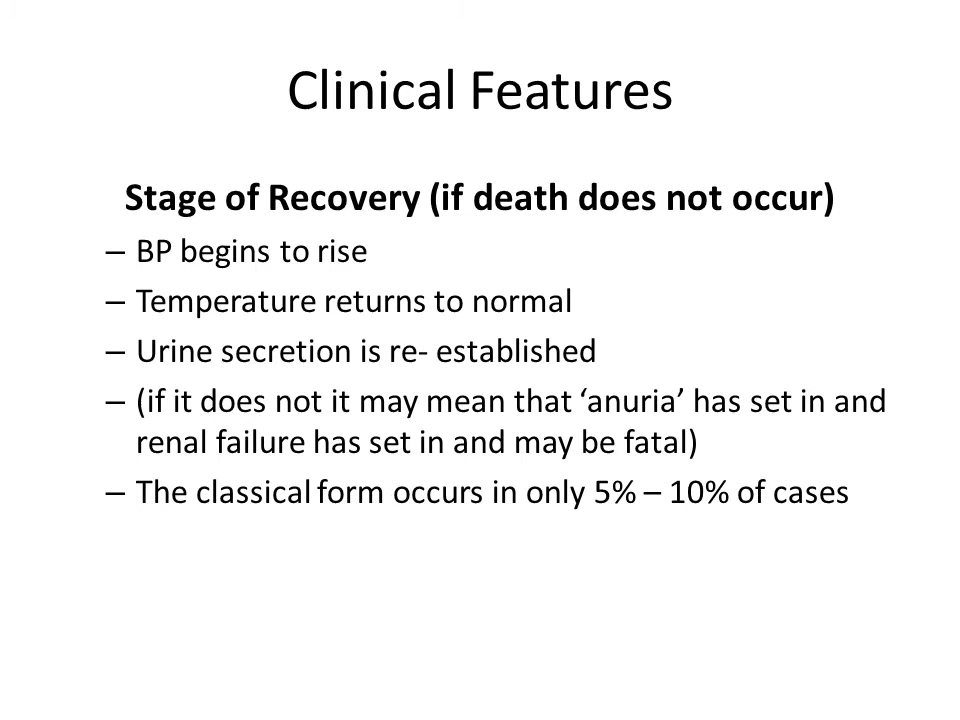 Clinical Features
Stage of Recovery (if death does not occur)
– BP begins to rise
– Temperature returns to normal
– Urine secretion is re- established
– (if it does not it may mean that ‘anuria’ has set in and
renal failure has set in and may be fatal)
– The classical form occurs in only 5% – 10% of cases